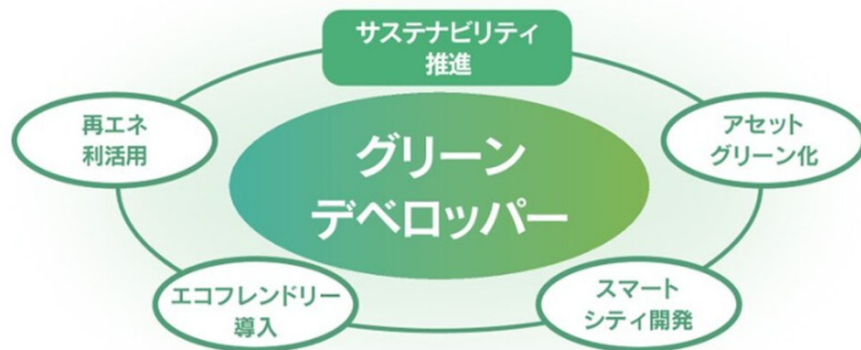 サステナビリティ
推進
再エネ
利活用
アセット
グリーン化
グリーン
デベロッパー
エコフレンドリー
導入
スマート
シティ開発